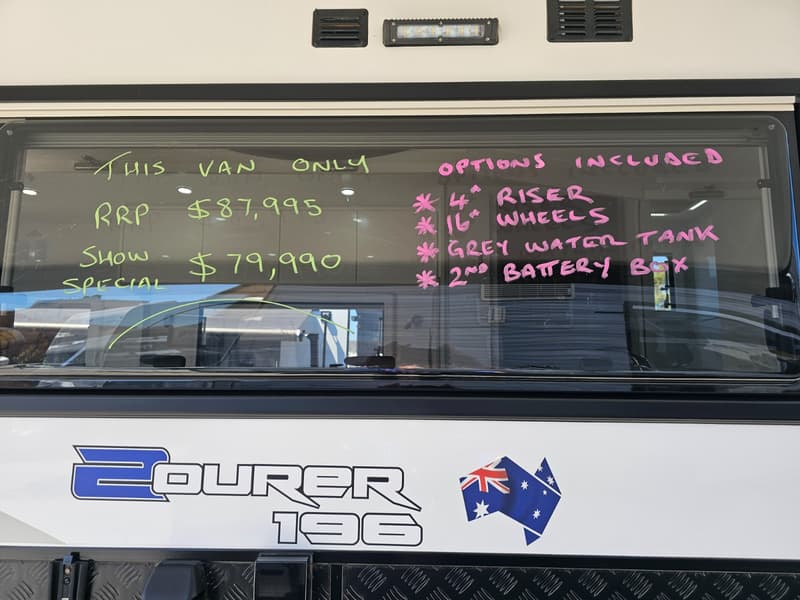 THIS VAN ONLY
RRP $87,995
SHOW
SPECIAL $79,990
OPTIONS INCLUDED
* 4" RISER
* 16" WHEELS
* GREY WATER TANK
* 2ND BATTERY BOX
2OURER
196